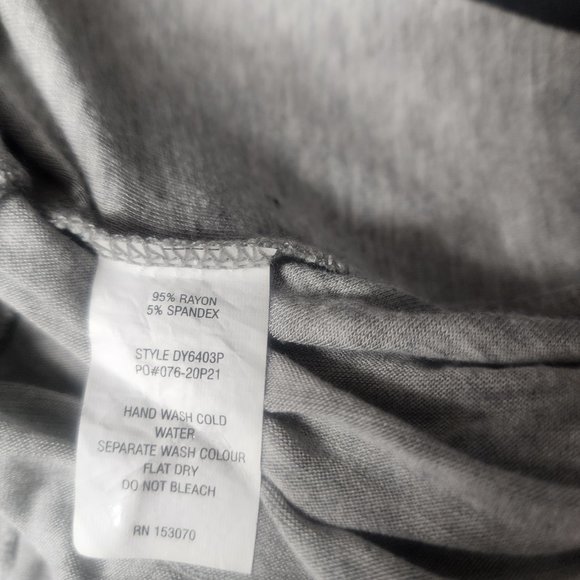 95% RAYON
5% SPANDEX
STYLE DY6403P
PO#076-20P21
HAND WASH COLD
WATER
SEPARATE WASH COLOUR
FLAT DRY
DO NOT BLEACH
RN 153070